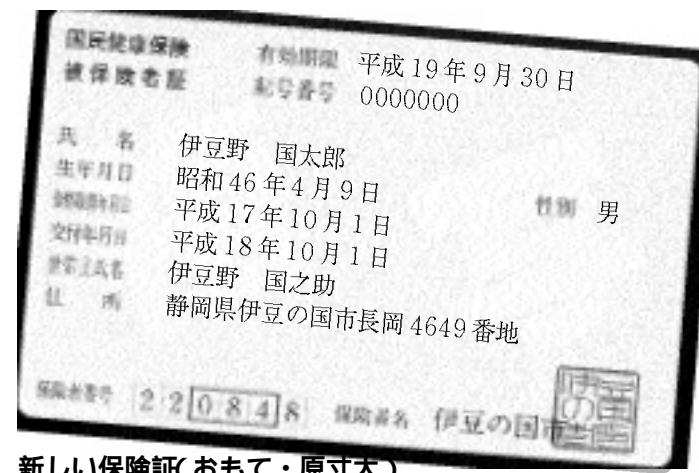 国民健康保険 有効期限 平成19年9月30日
被保険者証 記号番号 0000000
氏 名 伊豆野 国太郎
生年月日 昭和46年4月9日 性別 男
平成17年10月1日
交付年月日 平成18年10月1日
世帯主氏名 伊豆野 国之助
住 所 静岡県伊豆の国市長岡4649番地
保険者番号 220848 保険者名 伊豆の国市
新しい保険証(おもて・原寸大)